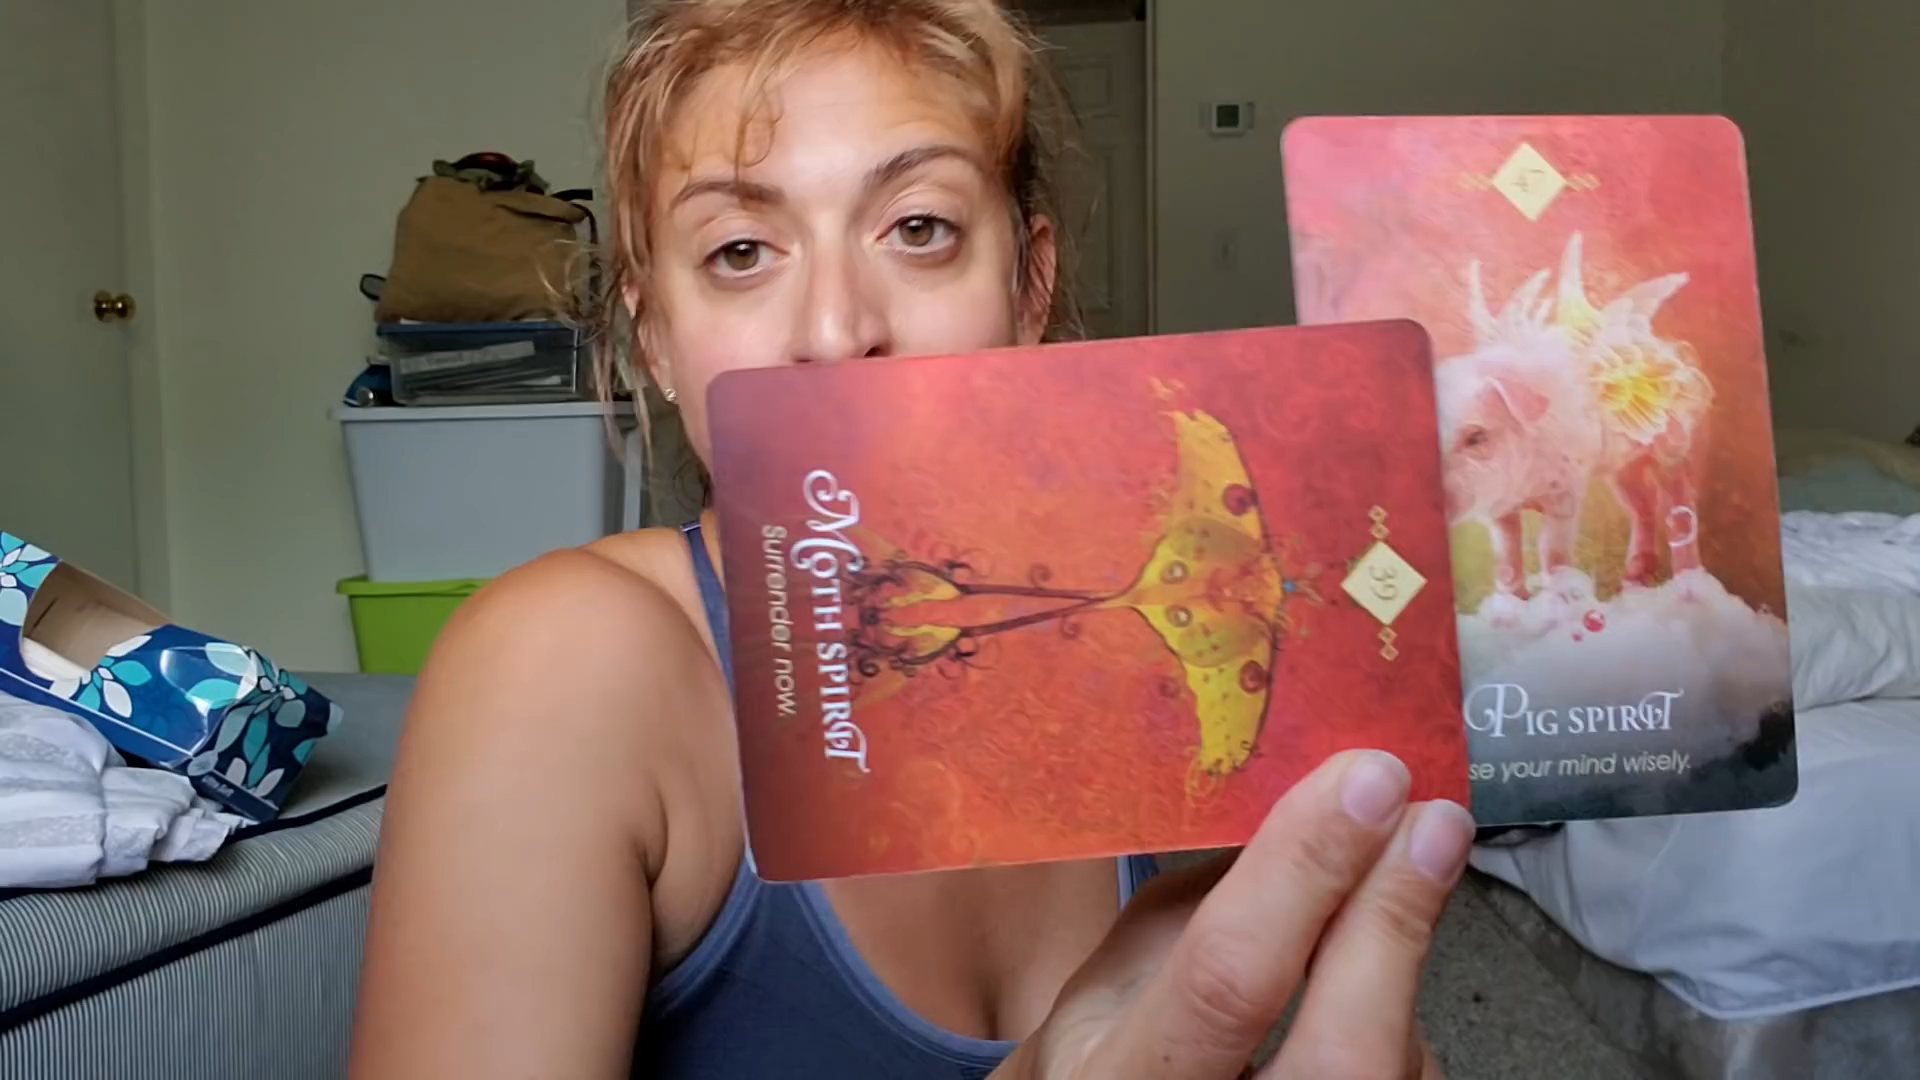 39
MOTH SPIRIT
Surrender now.
47
PIG SPIRIT
se your mind wisely.